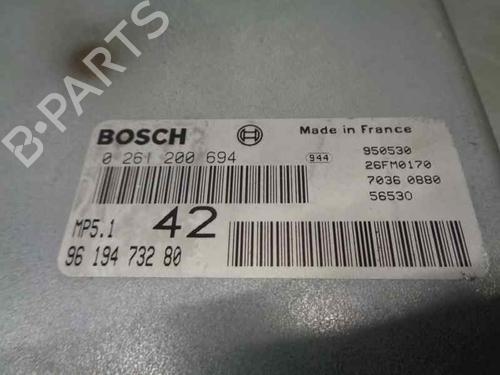 B-PARTS
BOSCH
Made in France
0 261 200 694
944
950530
26FM0170
7036 0880
56530
MP5.1
42
96 194 732 80